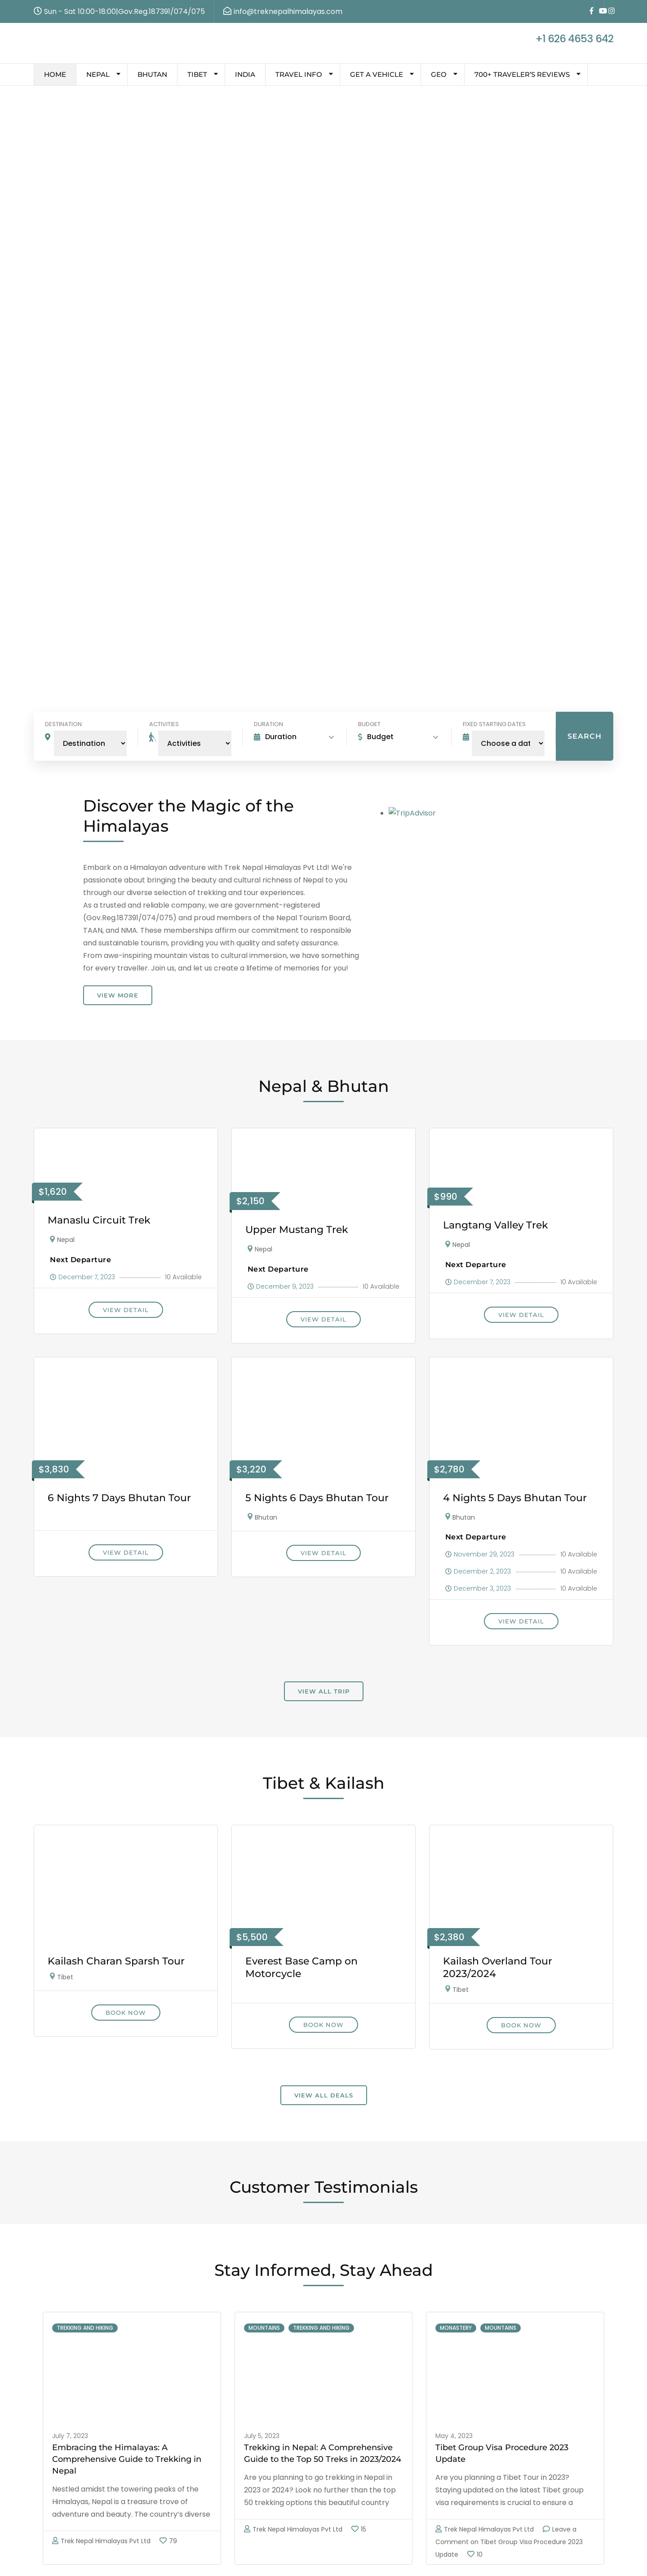 Sun - Sat 10:00-18:00|Gov.Reg.187391/074/075
info@treknepalhimalayas.com
+1 626 4653 642
HOME
NEPAL
BHUTAN
TIBET
INDIA
TRAVEL INFO
GET A VEHICLE
GEO
700+ TRAVELER'S REVIEWS
DESTINATION
Destination
ACTIVITIES
Activities
DURATION
Duration
BUDGET
Budget
FIXED STARTING DATES
Choose a dat
SEARCH
Discover the Magic of the
Himalayas
TripAdvisor
Embark on a Himalayan adventure with Trek Nepal Himalayas Pvt Ltd! We're
passionate about bringing the beauty and cultural richness of Nepal to you
through our diverse selection of trekking and tour experiences.
As a trusted and reliable company, we are government-registered
(Gov.Reg.187391/074/075) and proud members of the Nepal Tourism Board,
TAAN, and NMA. These memberships affirm our commitment to responsible
and sustainable tourism, providing you with quality and safety assurance.
From awe-inspiring mountain vistas to cultural immersion, we have something
for every traveller. Join us, and let us create a lifetime of memories for you!
VIEW MORE
Nepal & Bhutan
$1,620
Manaslu Circuit Trek
Nepal
Next Departure
December 7, 2023
10 Available
VIEW DETAIL
$2,150
Upper Mustang Trek
Nepal
Next Departure
December 9, 2023
10 Available
VIEW DETAIL
$990
Langtang Valley Trek
Nepal
Next Departure
December 7, 2023
10 Available
VIEW DETAIL
$3,830
6 Nights 7 Days Bhutan Tour
VIEW DETAIL
$3,220
5 Nights 6 Days Bhutan Tour
Bhutan
VIEW DETAIL
$2,780
4 Nights 5 Days Bhutan Tour
Bhutan
Next Departure
November 29, 2023
10 Available
December 2, 2023
10 Available
December 3, 2023
10 Available
VIEW DETAIL
VIEW ALL TRIP
Tibet & Kailash
Kailash Charan Sparsh Tour
Tibet
BOOK NOW
$5,500
Everest Base Camp on
Motorcycle
BOOK NOW
$2,380
Kailash Overland Tour
2023/2024
Tibet
BOOK NOW
VIEW ALL DEALS
Customer Testimonials
Stay Informed, Stay Ahead
TREKKING AND HIKING
July 7, 2023
Embracing the Himalayas: A
Comprehensive Guide to Trekking in
Nepal
Nestled amidst the towering peaks of the
Himalayas, Nepal is a treasure trove of
adventure and beauty. The country's diverse
Trek Nepal Himalayas Pvt Ltd
79
MOUNTAINS
TREKKING AND HIKING
July 5, 2023
Trekking in Nepal: A Comprehensive
Guide to the Top 50 Treks in 2023/2024
Are you planning to go trekking in Nepal in
2023 or 2024? Look no further than the top
50 trekking options this beautiful country
Trek Nepal Himalayas Pvt Ltd
15
MONASTERY
MOUNTAINS
May 4, 2023
Tibet Group Visa Procedure 2023
Update
Are you planning a Tibet Tour in 2023?
Staying updated on the latest Tibet group
visa requirements is crucial to ensure a
Trek Nepal Himalayas Pvt Ltd
Leave a
Comment on Tibet Group Visa Procedure 2023
Update
10